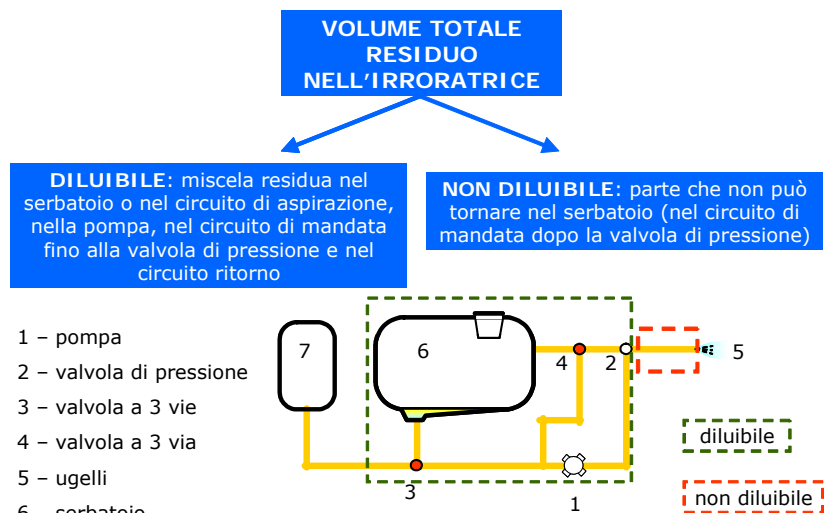 VOLUME TOTALE
RESIDUO
NELL'IRRORATRICE
DILUIBILE: miscela residua nel
serbatoio o nel circuito di aspirazione,
nella pompa, nel circuito di mandata
fino alla valvola di pressione e nel
circuito ritorno
NON DILUIBILE: parte che non può
tornare nel serbatoio (nel circuito di
mandata dopo la valvola di pressione)
1 – pompa
2 – valvola di pressione
3 – valvola a 3 vie
4 – valvola a 3 via
5 – ugelli
6 – serbatoio
7
6
4
2
5
3
1
diluibile
non diluibile